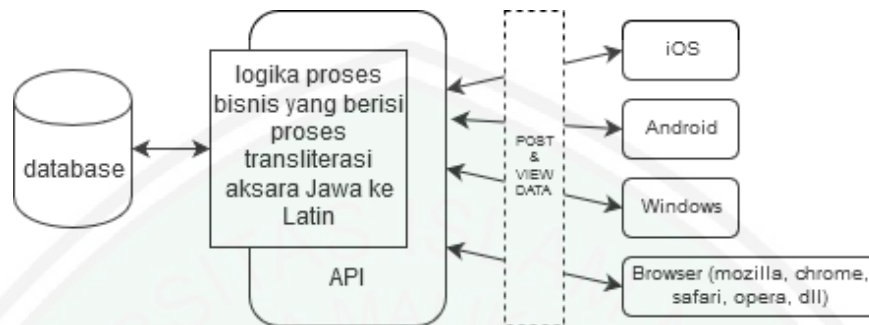 database
logika proses
bisnis yang berisi
proses
transliterasi
aksara Jawa ke
Latin
API
POST
&
VIEW
DATA
iOS
Android
Windows
Browser (mozilla, chrome,
safari, opera, dll)